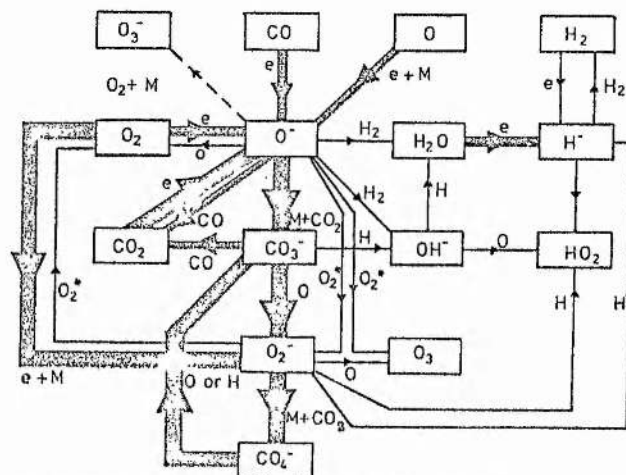 O₃⁻ CO O H₂
e e + M e H₂
O₂ + M
O₂ e O⁻ H₂ H₂O e H⁻
O
e CO M+CO₂ H₂ H
CO₂ CO CO₃⁻ H OH⁻ O HO₂
O₂* O O₂* O₂* H H
O₂⁻ O O₃
e + M O or H
M+CO₂
CO₄⁻